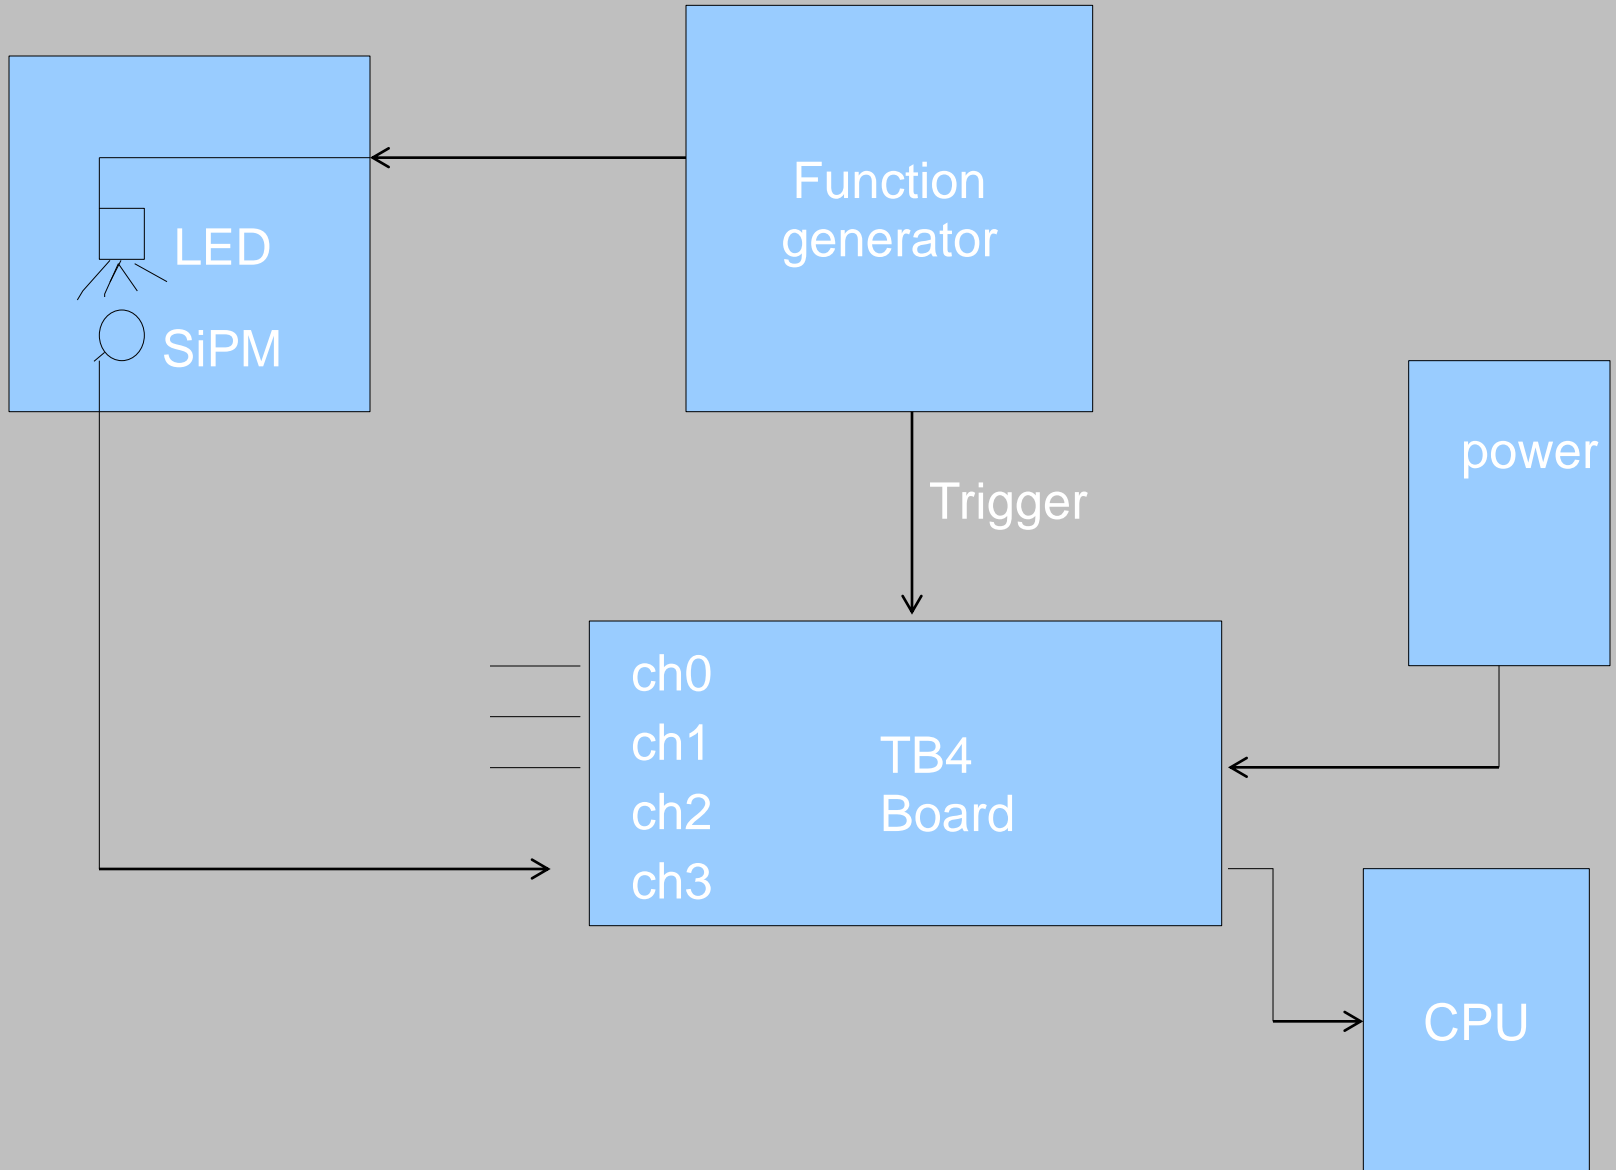 Function
generator
LED
SiPM
power
Trigger
ch0
ch1
ch2
ch3
TB4
Board
CPU